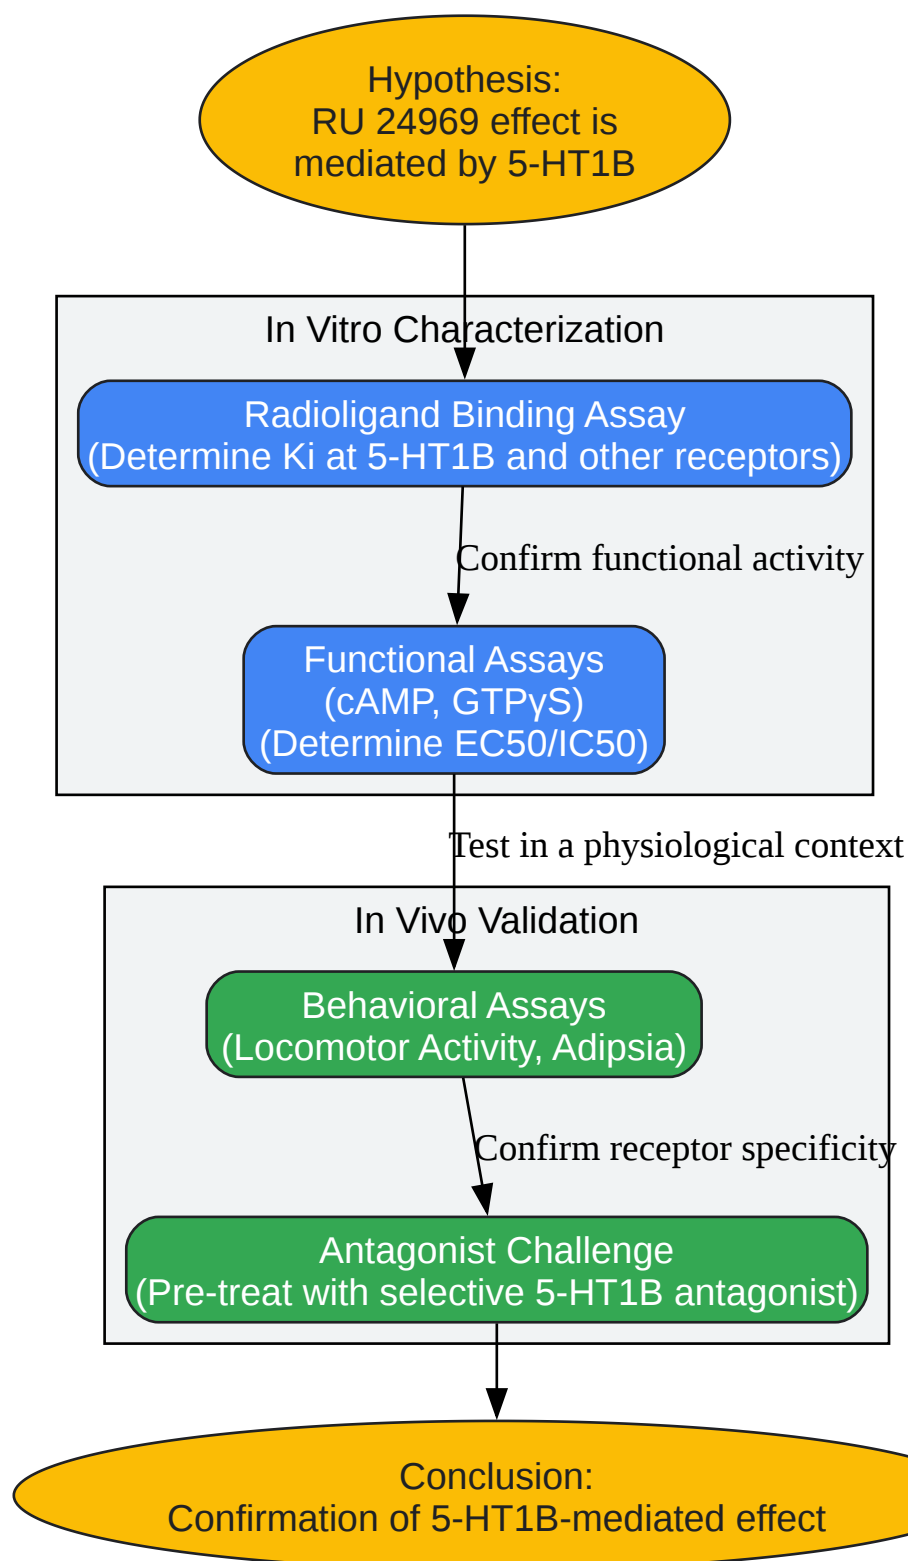 Hypothesis:
RU 24969 effect is
mediated by 5-HT1B
In Vitro Characterization
Radioligand Binding Assay
(Determine Ki at 5-HT1B and other receptors)
Confirm functional activity
Functional Assays
(cAMP, GTPγS)
(Determine EC50/IC50)
Test in a physiological context
In Vivo Validation
Behavioral Assays
(Locomotor Activity, Adipsia)
Confirm receptor specificity
Antagonist Challenge
(Pre-treat with selective 5-HT1B antagonist)
Conclusion:
Confirmation of 5-HT1B-mediated effect